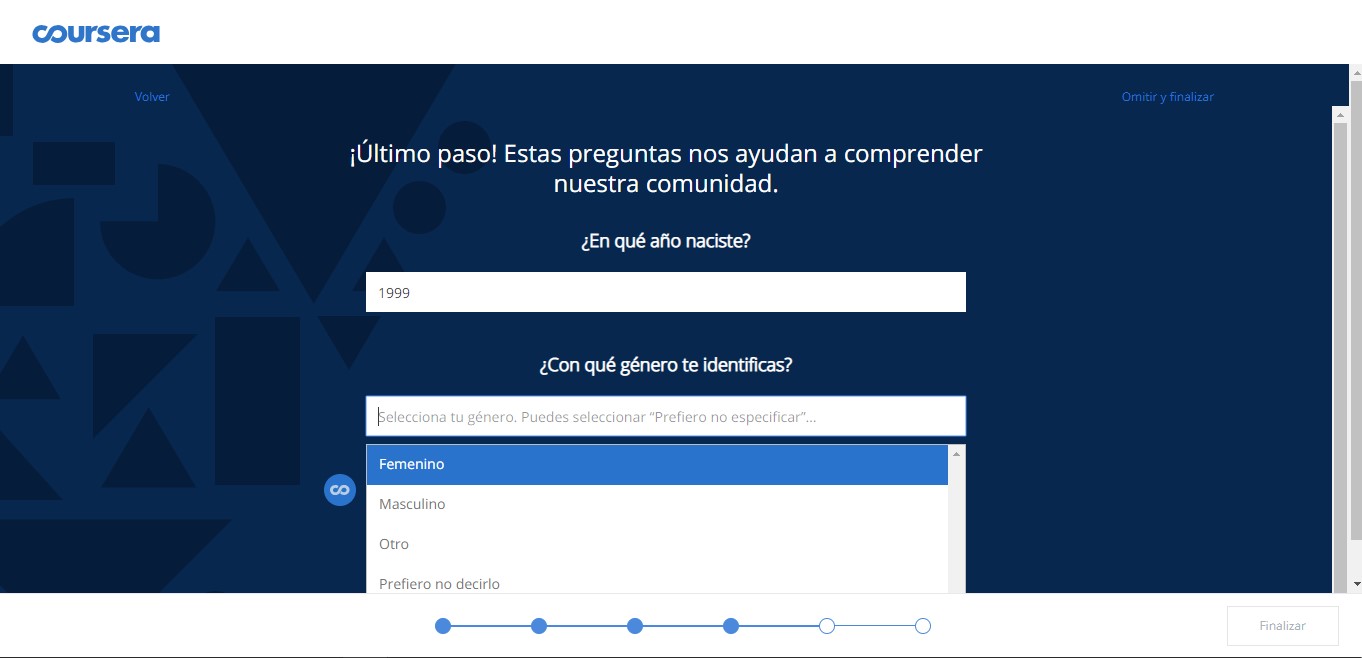 coursera
Volver
Omitir y finalizar
¡Último paso! Estas preguntas nos ayudan a comprender
nuestra comunidad.
¿En qué año naciste?
1999
¿Con qué género te identificas?
Selecciona tu género. Puedes seleccionar “Prefiero no especificar”...
Femenino
Masculino
Otro
Prefiero no decirlo
Finalizar